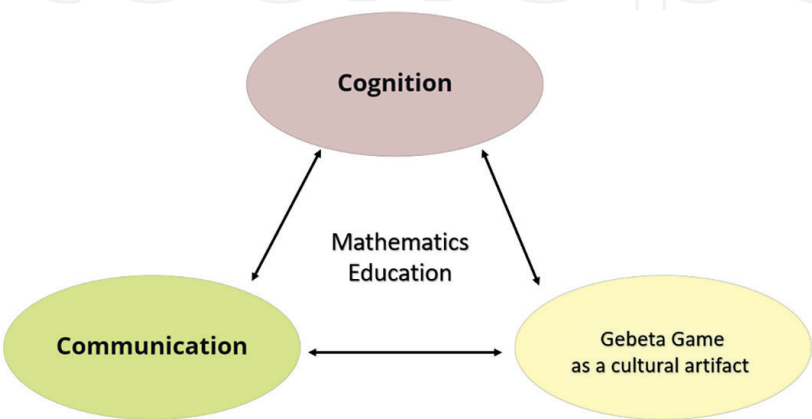 Cognition
Mathematics
Education
Communication
Gebeta Game
as a cultural artifact